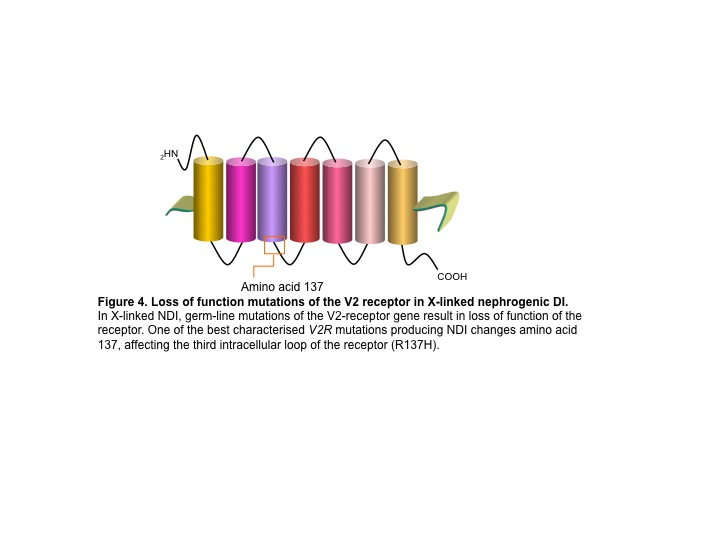 ₂HN
COOH
Amino acid 137
Figure 4. Loss of function mutations of the V2 receptor in X-linked nephrogenic DI.
In X-linked NDI, germ-line mutations of the V2-receptor gene result in loss of function of the
receptor. One of the best characterised V2R mutations producing NDI changes amino acid
137, affecting the third intracellular loop of the receptor (R137H).